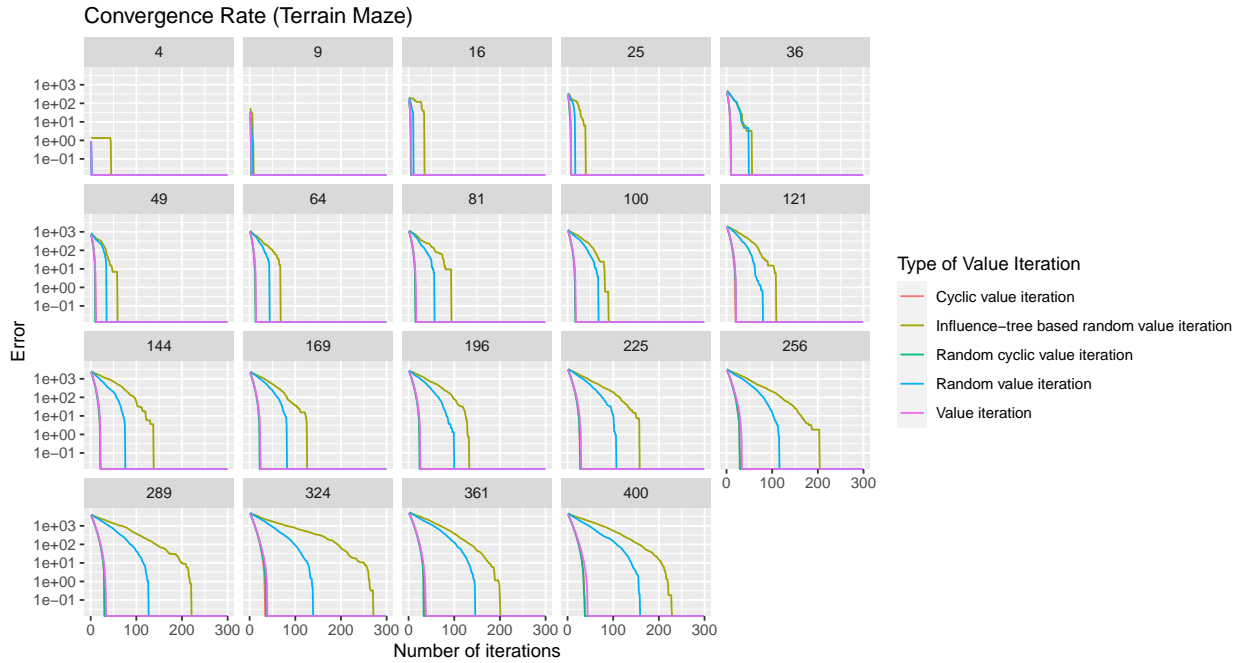 Convergence Rate (Terrain Maze)
4 9 16 25 36
1e+03
1e+02
1e+01
1e+00
1e−01
49 64 81 100 121
1e+03
1e+02
1e+01
1e+00
1e−01
144 169 196 225 256
1e+03
1e+02
1e+01
1e+00
1e−01
0 100 200 300
289 324 361 400
1e+03
1e+02
1e+01
1e+00
1e−01
0 100 200 300 0 100 200 300 0 100 200 300 0 100 200 300
Number of iterations
Error
Type of Value Iteration
Cyclic value iteration
Influence−tree based random value iteration
Random cyclic value iteration
Random value iteration
Value iteration